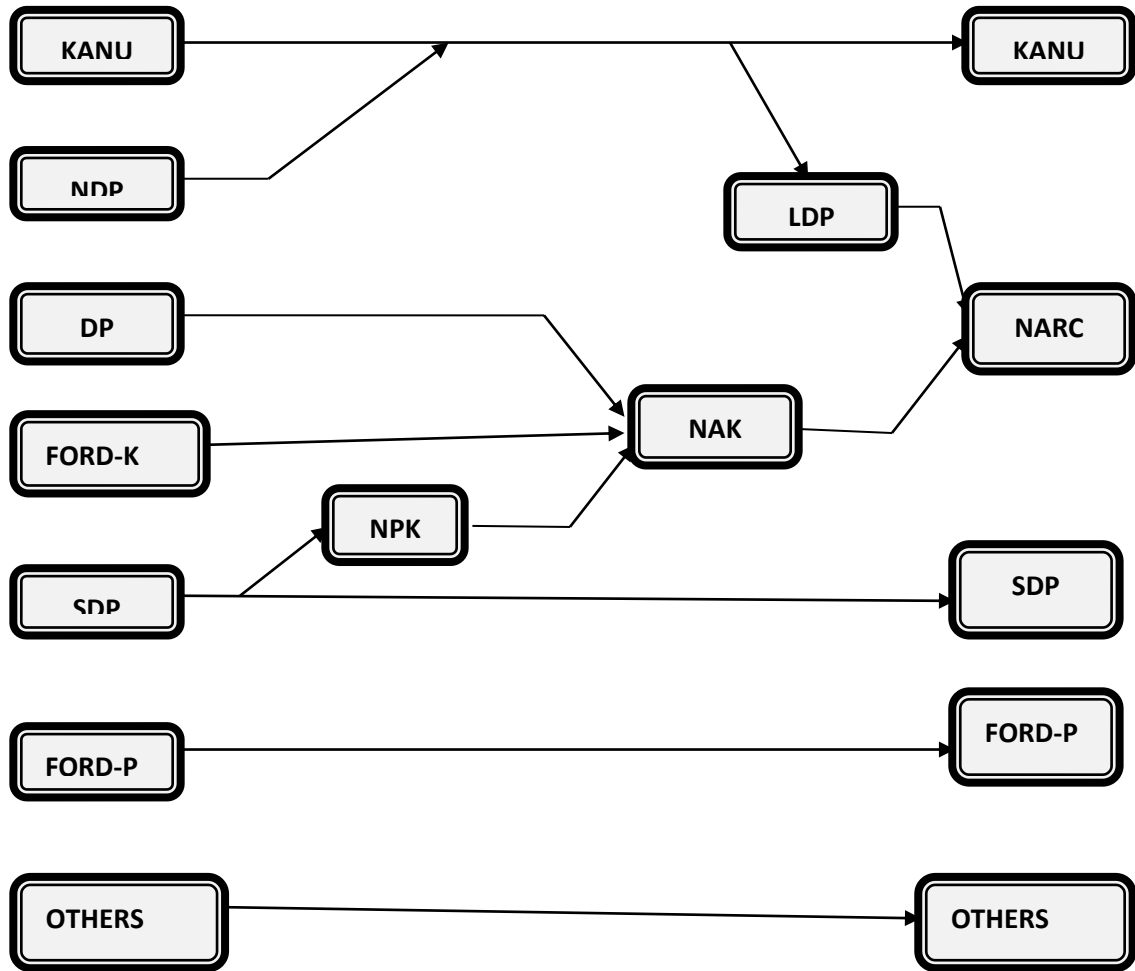 KANU
KANU
NDP
LDP
DP
NARC
FORD-K
NAK
NPK
SDP
SDP
FORD-P
FORD-P
OTHERS
OTHERS